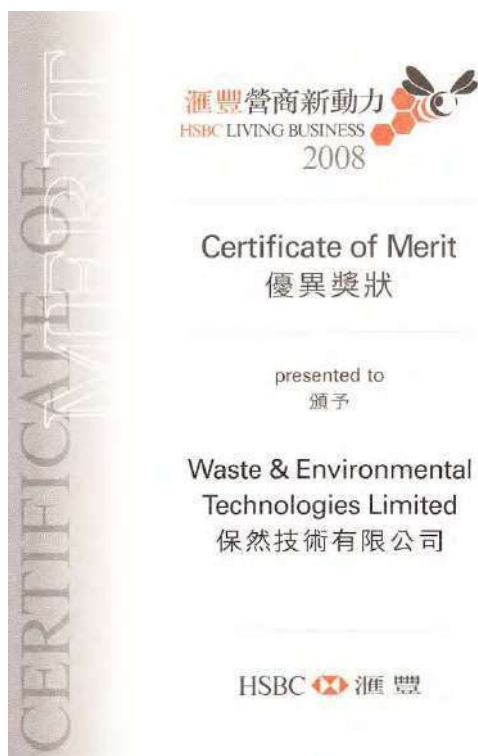 CERTIFICATE OF
MERIT
滙豐營商新動力
HSBC LIVING BUSINESS
2008
Certificate of Merit
優異獎狀
presented to
頒予
Waste & Environmental
Technologies Limited
保然技術有限公司
HSBC 滙豐